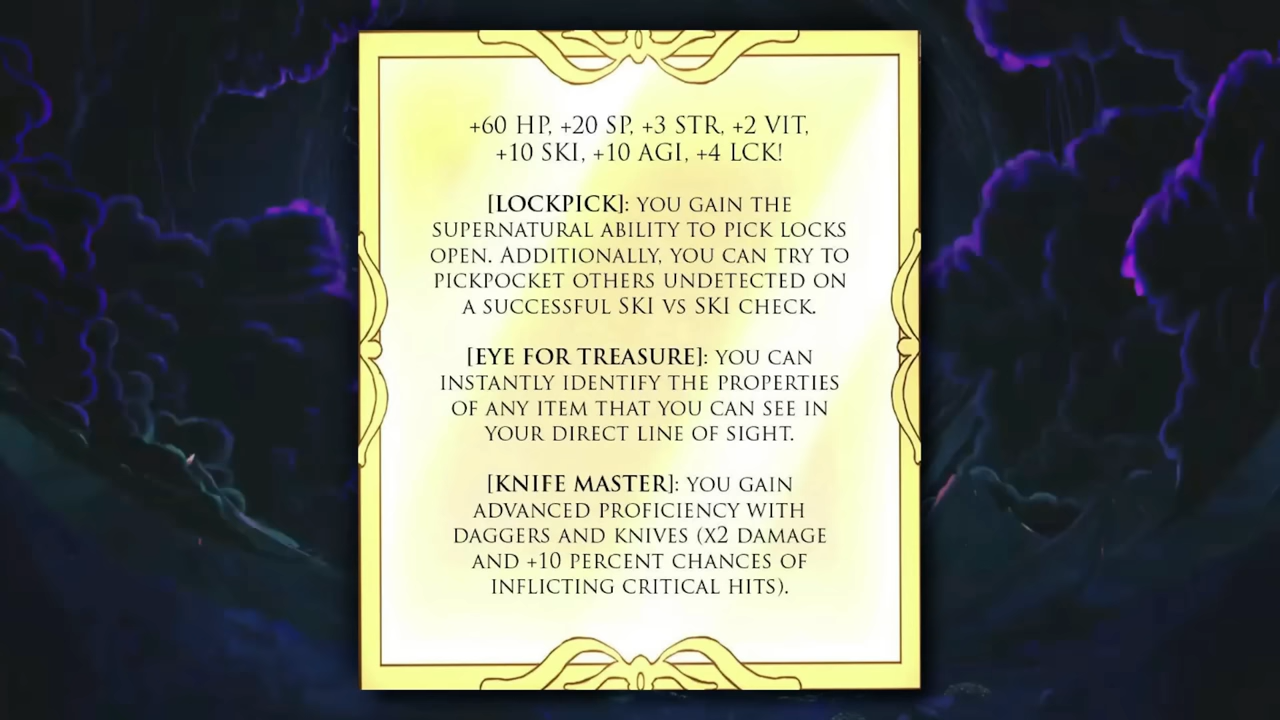 +60 HP, +20 SP, +3 STR, +2 VIT,
+10 SKI, +10 AGI, +4 LCK!
[LOCKPICK]: YOU GAIN THE
SUPERNATURAL ABILITY TO PICK LOCKS
OPEN. ADDITIONALLY, YOU CAN TRY TO
PICKPOCKET OTHERS UNDETECTED ON
A SUCCESSFUL SKI VS SKI CHECK.
[EYE FOR TREASURE]: YOU CAN
INSTANTLY IDENTIFY THE PROPERTIES
OF ANY ITEM THAT YOU CAN SEE IN
YOUR DIRECT LINE OF SIGHT.
[KNIFE MASTER]: YOU GAIN
ADVANCED PROFICIENCY WITH
DAGGERS AND KNIVES (X2 DAMAGE
AND +10 PERCENT CHANCES OF
INFLICTING CRITICAL HITS).